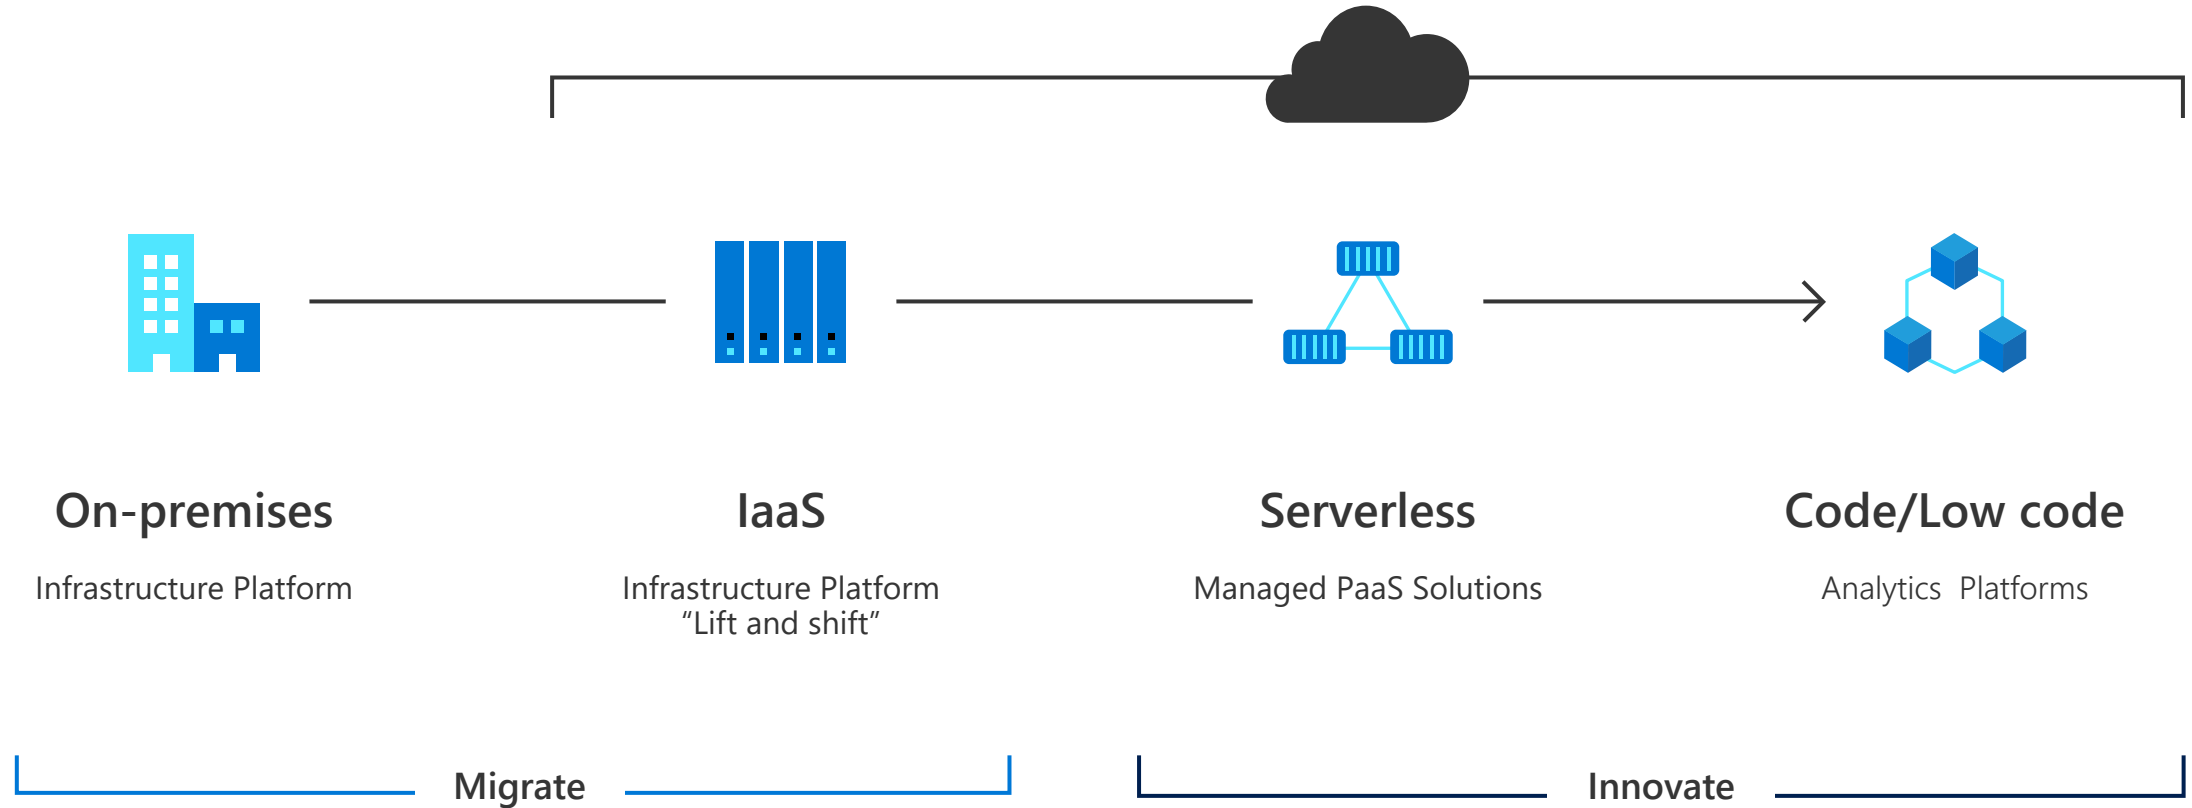 On-premises
Infrastructure Platform
IaaS
Infrastructure Platform
“Lift and shift”
Serverless
Managed PaaS Solutions
Code/Low code
Analytics Platforms
Migrate
Innovate